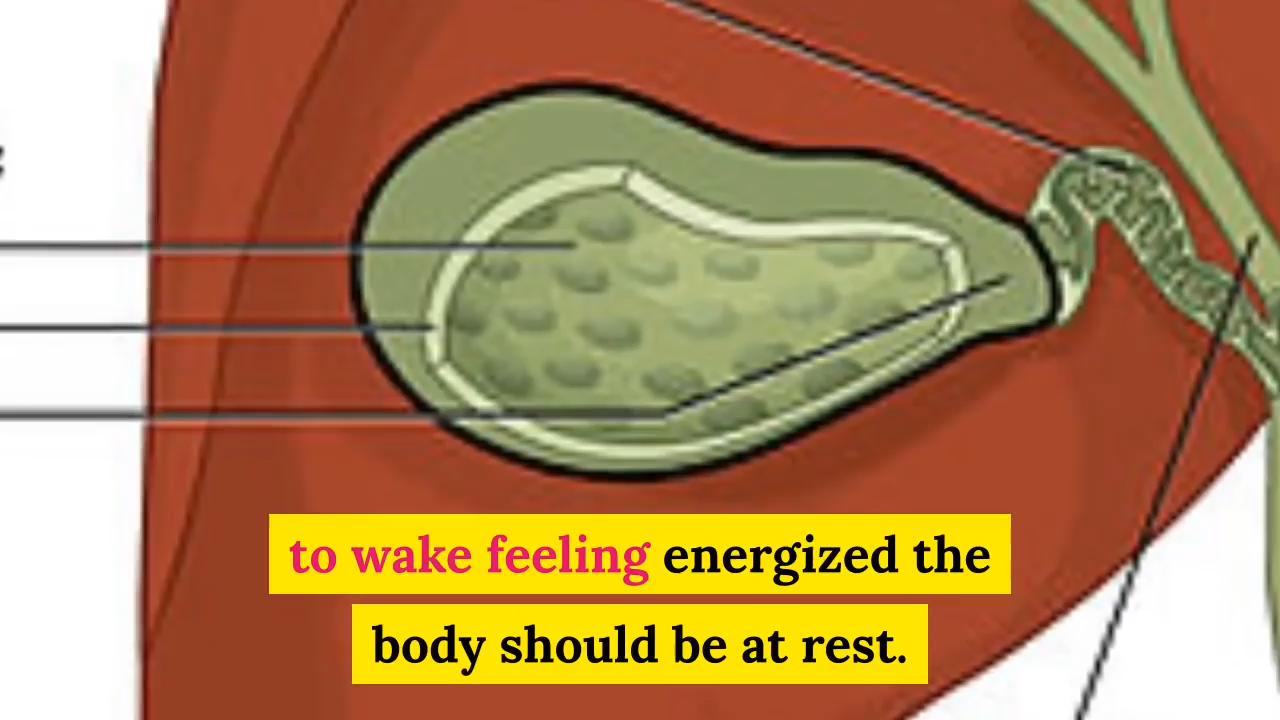 to wake feeling energized the
body should be at rest.